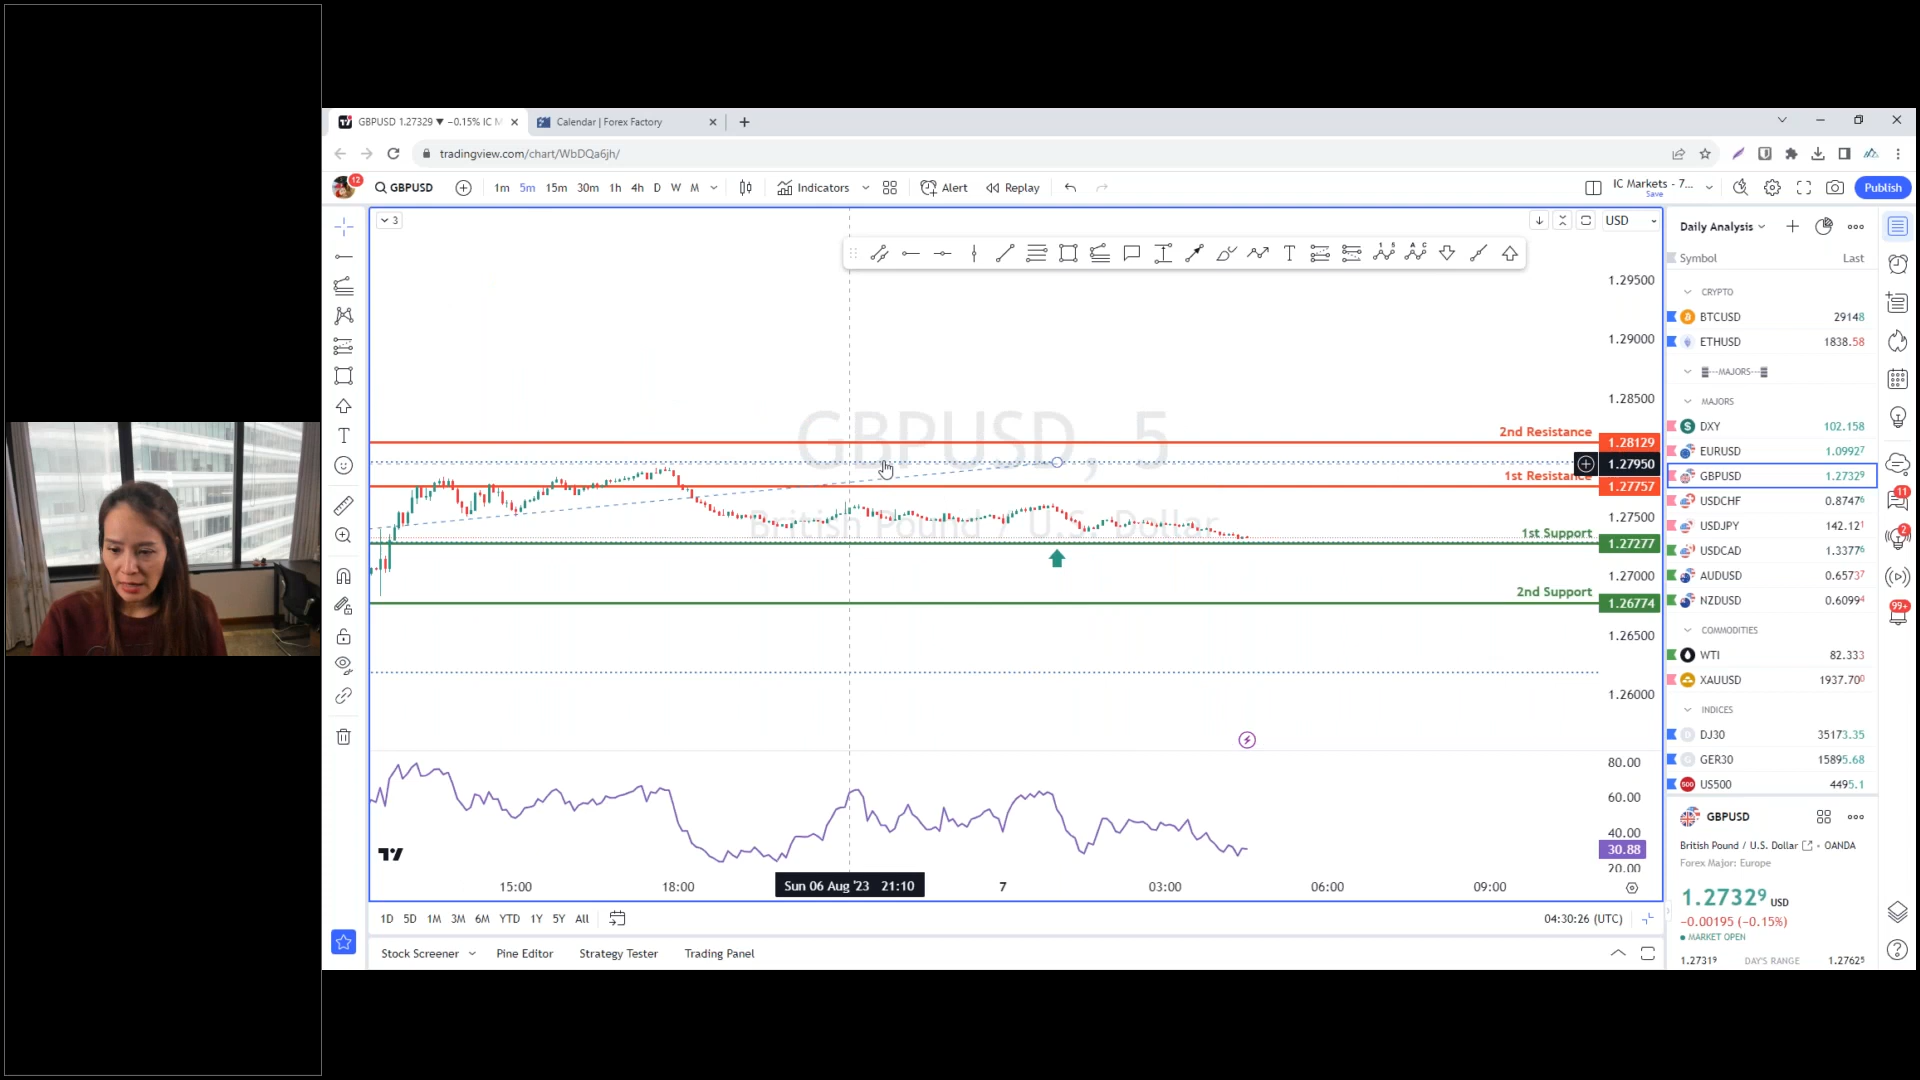 GBPUSD 1.27329 ▼ −0.15% IC M
Calendar | Forex Factory
tradingview.com/chart/WbDQa6jh/
12
GBPUSD
1m 5m 15m 30m 1h 4h D W M
Indicators
Alert
Replay
IC Markets - 7...
Save
Publish
3
USD
Daily Analysis
Symbol Last
CRYPTO
BTCUSD 29148
ETHUSD 1838.58
MAJORS
MAJORS
DXY 102.158
EURUSD 1.09927
GBPUSD 1.27329
USDCHF 0.87476
USDJPY 142.121
USDCAD 1.33776
AUDUSD 0.65737
NZDUSD 0.60994
COMMODITIES
WTI 82.333
XAUUSD 1937.700
INDICES
DJ30 35173.35
GER30 15895.68
US500 4495.1
11
2
99+
1.29500
1.29000
1.28500
GBPUSD, 5
British Pound / U.S. Dollar
2nd Resistance 1.28129
1.27950
1st Resistance 1.27757
1.27500
1st Support 1.27277
1.27000
2nd Support 1.26774
1.26500
1.26000
80.00
60.00
40.00
30.88
20.00
15:00 18:00 Sun 06 Aug '23 21:10 7 03:00 06:00 09:00
1D 5D 1M 3M 6M YTD 1Y 5Y All
04:30:26 (UTC)
Stock Screener Pine Editor Strategy Tester Trading Panel
GBPUSD
British Pound / U.S. Dollar • OANDA
Forex Major: Europe
1.27329 USD
−0.00195 (−0.15%)
MARKET OPEN
1.27319 DAY'S RANGE 1.27625